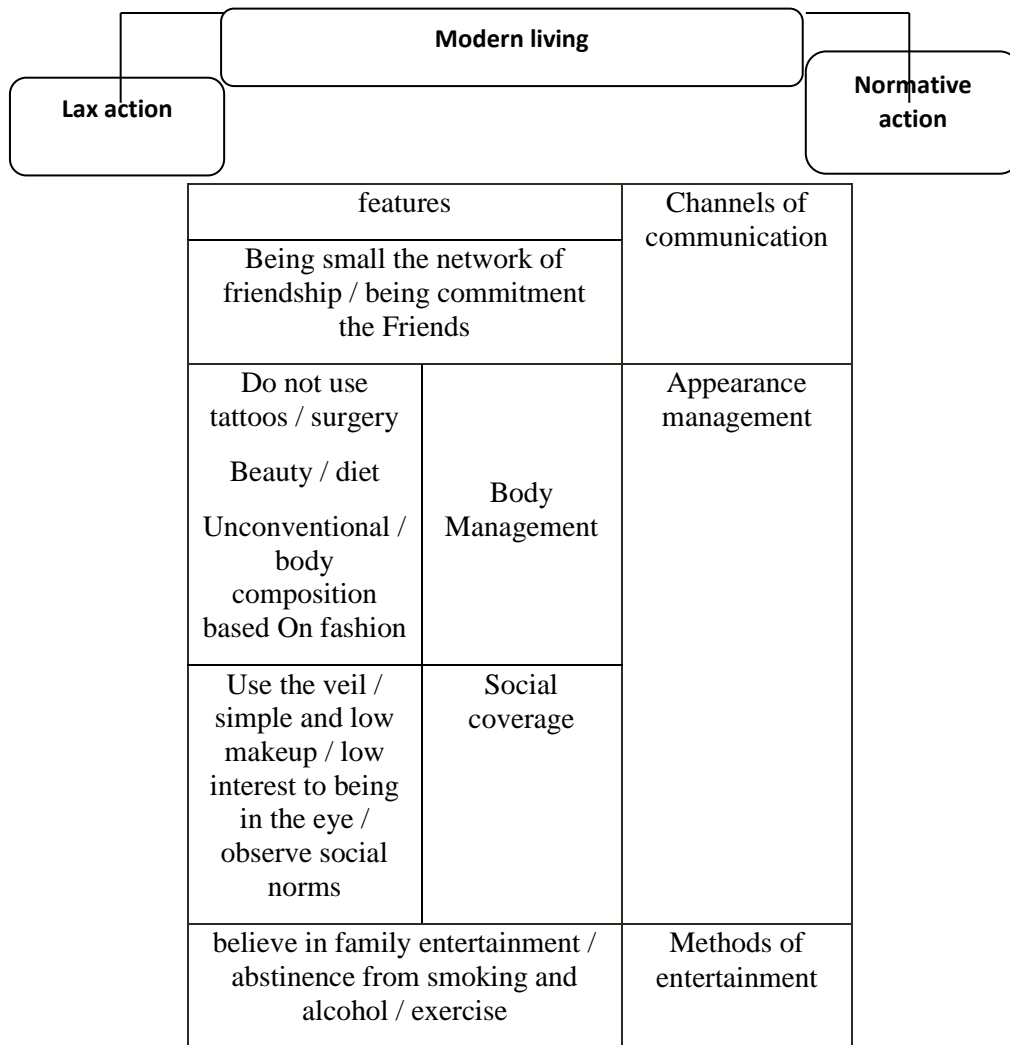 Modern living
Lax action
Normative
action
features
Channels of
communication
Being small the network of
friendship / being commitment
the Friends
Do not use
tattoos / surgery
Beauty / diet
Unconventional /
body
composition
based On fashion
Body
Management
Appearance
management
Use the veil /
simple and low
makeup / low
interest to being
in the eye /
observe social
norms
Social
coverage
believe in family entertainment /
abstinence from smoking and
alcohol / exercise
Methods of
entertainment